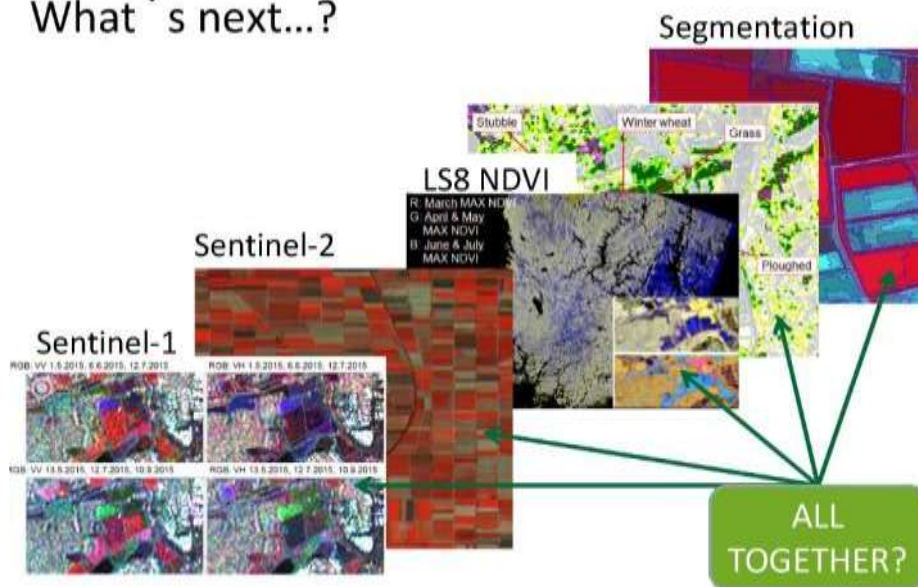 What ´ s next...?
Segmentation
Stubble
Winter wheat
Grass
LS8 NDVI
R: March MAX NDVI
G: April & May
MAX NDVI
B: June & July
MAX NDVI
Ploughed
Sentinel-2
Sentinel-1
RGB: VV 1.5.2015, 6.6.2015, 12.7.2015
RGB: VH 1.5.2015, 6.6.2015, 12.7.2015
RGB: VV 13.5.2015, 12.7.2015, 10.9.2015
RGB: VH 13.5.2015, 12.7.2015, 10.9.2015
ALL
TOGETHER?